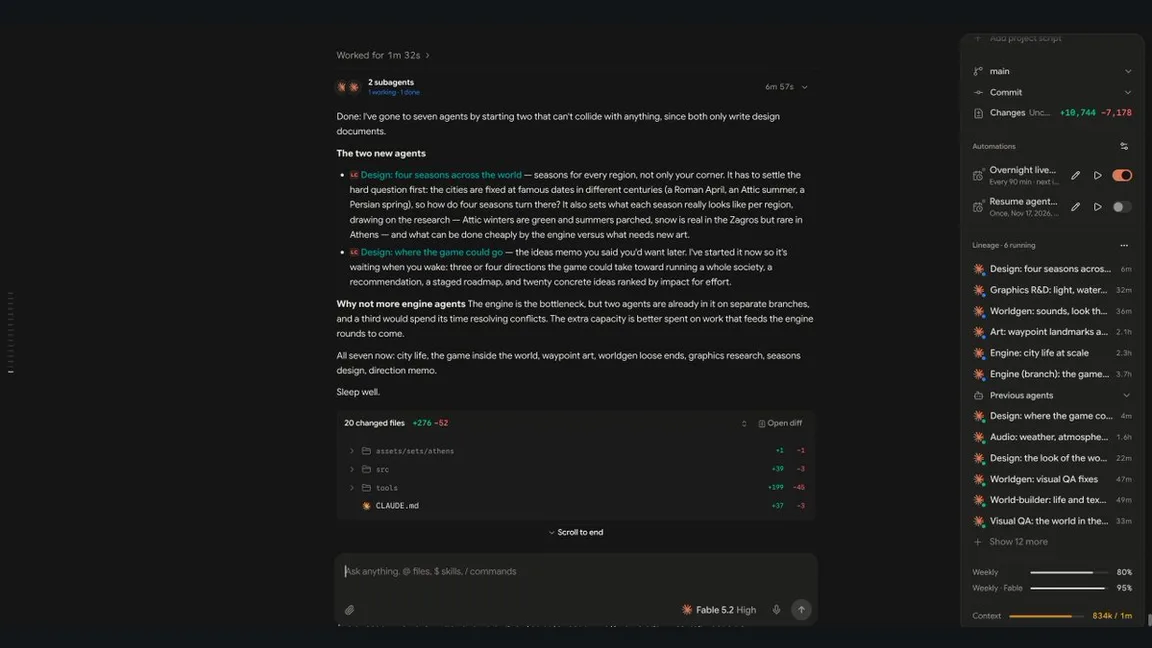 Worked for 1m 32s >
2 subagents
1 working · 1 done
6m 57s
Done: I've gone to seven agents by starting two that can't collide with anything, since both only write design
documents.
The two new agents
LC Design: four seasons across the world — seasons for every region, not only your corner. It has to settle the
hard question first: the cities are fixed at famous dates in different centuries (a Roman April, an Attic summer, a
Persian spring), so how do four seasons turn there? It also sets what each season really looks like per region,
drawing on the research — Attic winters are green and summers parched, snow is real in the Zagros but rare in
Athens — and what can be done cheaply by the engine versus what needs new art.
LC Design: where the game could go — the ideas memo you said you'd want later. I've started it now so it's
waiting when you wake: three or four directions the game could take toward running a whole society, a
recommendation, a staged roadmap, and twenty concrete ideas ranked by impact for effort.
Why not more engine agents The engine is the bottleneck, but two agents are already in it on separate branches,
and a third would spend its time resolving conflicts. The extra capacity is better spent on work that feeds the engine
rounds to come.
All seven now: city life, the game inside the world, waypoint art, worldgen loose ends, graphics research, seasons
design, direction memo.
Sleep well.
20 changed files +276 -52
Open diff
assets/sets/athens +1 -1
src +39 -3
tools +199 -45
CLAUDE.md +37 -3
Scroll to end
Ask anything. @ files, $ skills, / commands
Fable 5.2 High
+ Add project script
main
Commit
Changes Unc... +10,744 -7,178
Automations
Overnight live...
Every 90 min · next i...
Resume agent...
Once, Nov 17, 2026,...
Lineage · 6 running
Design: four seasons acros... 6m
Graphics R&D: light, water... 32m
Worldgen: sounds, look th... 36m
Art: waypoint landmarks a... 2.1h
Engine: city life at scale 2.3h
Engine (branch): the game... 3.7h
Previous agents
Design: where the game co... 4m
Audio: weather, atmosphe... 1.6h
Design: the look of the wo... 22m
Worldgen: visual QA fixes 47m
World-builder: life and tex... 49m
Visual QA: the world in the... 33m
+ Show 12 more
Weekly 80%
Weekly · Fable 95%
Context 834k / 1m